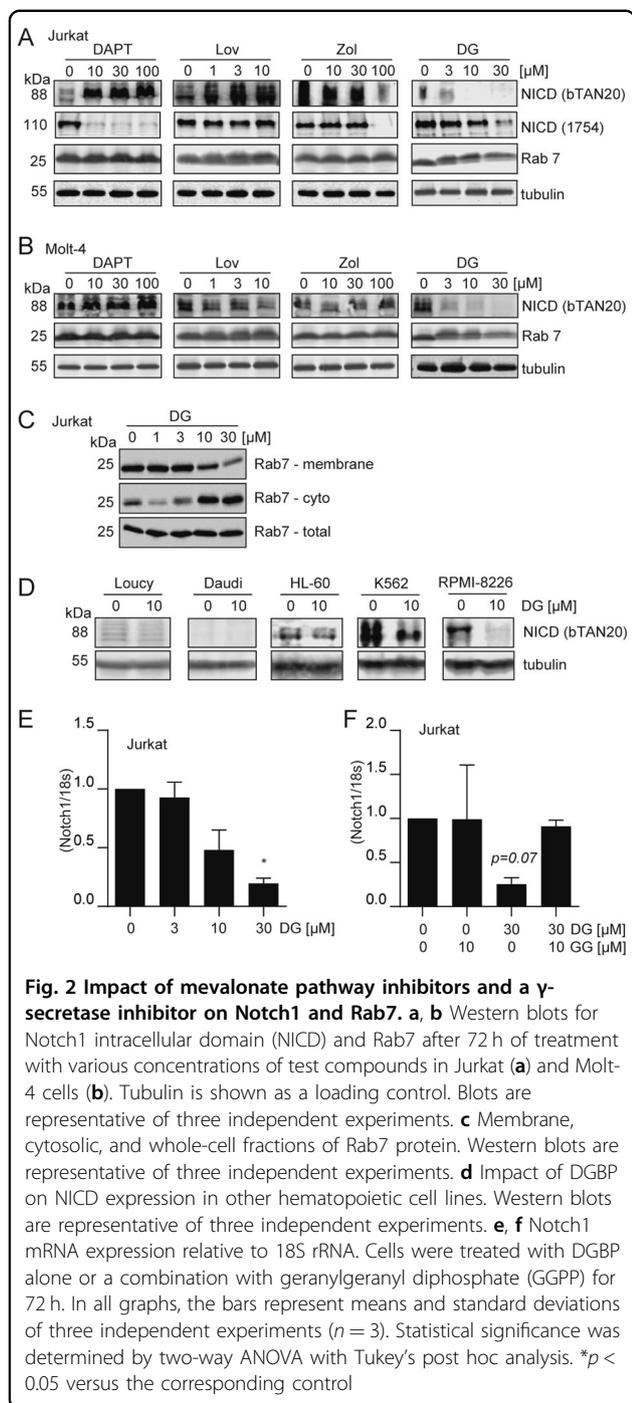 A Jurkat
DAPT Lov Zol DG
kDa 0 10 30 100 0 1 3 10 0 10 30 100 0 3 10 30 [µM]
88 NICD (bTAN20)
110 NICD (1754)
25 Rab 7
55 tubulin
B Molt-4
DAPT Lov Zol DG
kDa 0 10 30 100 0 1 3 10 0 10 30 100 0 3 10 30 [µM]
88 NICD (bTAN20)
25 Rab 7
55 tubulin
C Jurkat DG
kDa 0 1 3 10 30 [µM]
25 Rab7 - membrane
25 Rab7 - cyto
25 Rab7 - total
D Loucy Daudi HL-60 K562 RPMI-8226
kDa 0 10 0 10 0 10 0 10 0 10 DG [µM]
88 NICD (bTAN20)
55 tubulin
E
Jurkat
(Notch1/18s)
1.5
1.0
0.5
0.0
*
0 3 10 30 DG [µM]
F
Jurkat
(Notch1/18s)
2.0
1.5
1.0
0.5
0.0
p=0.07
0 0 30 30 DG [µM]
0 10 0 10 GG [µM]
Fig. 2 Impact of mevalonate pathway inhibitors and a γ-
secretase inhibitor on Notch1 and Rab7. a, b Western blots for
Notch1 intracellular domain (NICD) and Rab7 after 72 h of treatment
with various concentrations of test compounds in Jurkat (a) and Molt-
4 cells (b). Tubulin is shown as a loading control. Blots are
representative of three independent experiments. c Membrane,
cytosolic, and whole-cell fractions of Rab7 protein. Western blots are
representative of three independent experiments. d Impact of DGBP
on NICD expression in other hematopoietic cell lines. Western blots
are representative of three independent experiments. e, f Notch1
mRNA expression relative to 18S rRNA. Cells were treated with DGBP
alone or a combination with geranylgeranyl diphosphate (GGPP) for
72 h. In all graphs, the bars represent means and standard deviations
of three independent experiments (n = 3). Statistical significance was
determined by two-way ANOVA with Tukey's post hoc analysis. *p <
0.05 versus the corresponding control